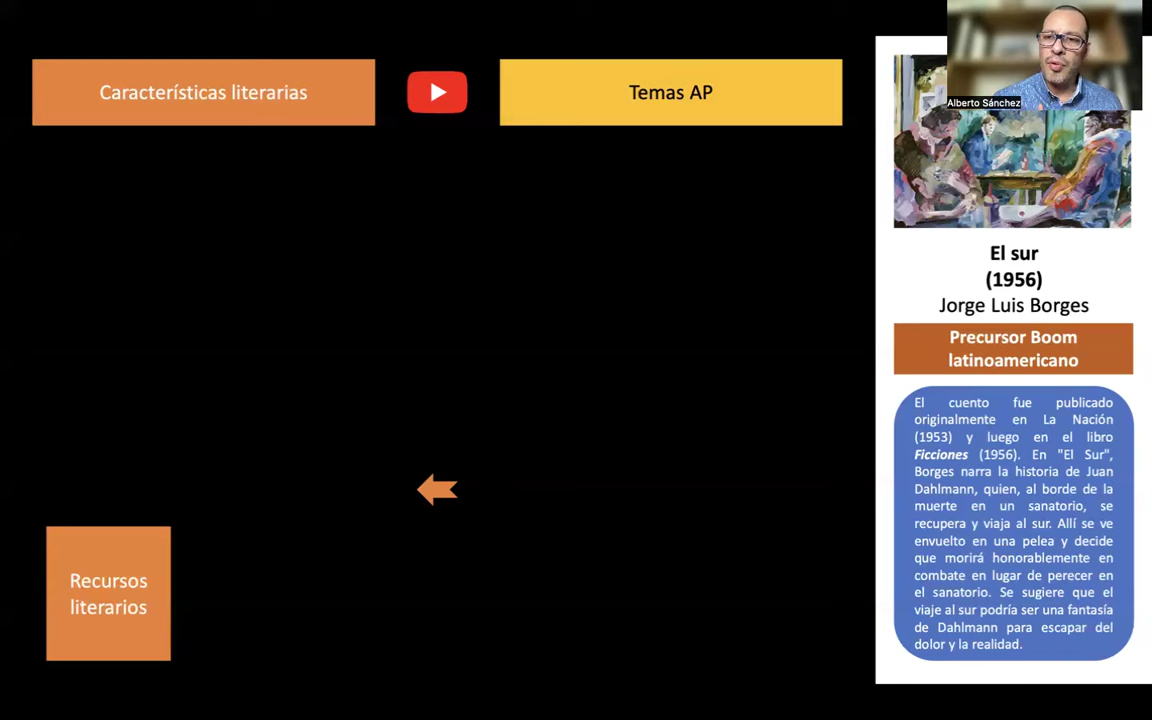 Características literarias
Temas AP
Alberto Sánchez
El sur
(1956)
Jorge Luis Borges
Precursor Boom
latinoamericano
El cuento fue publicado
originalmente en La Nación
(1953) y luego en el libro
Ficciones (1956). En "El Sur",
Borges narra la historia de Juan
Dahlmann, quien, al borde de la
muerte en un sanatorio, se
recupera y viaja al sur. Allí se ve
envuelto en una pelea y decide
que morirá honorablemente en
combate en lugar de perecer en
el sanatorio. Se sugiere que el
viaje al sur podría ser una fantasía
de Dahlmann para escapar del
dolor y la realidad.
Recursos
literarios